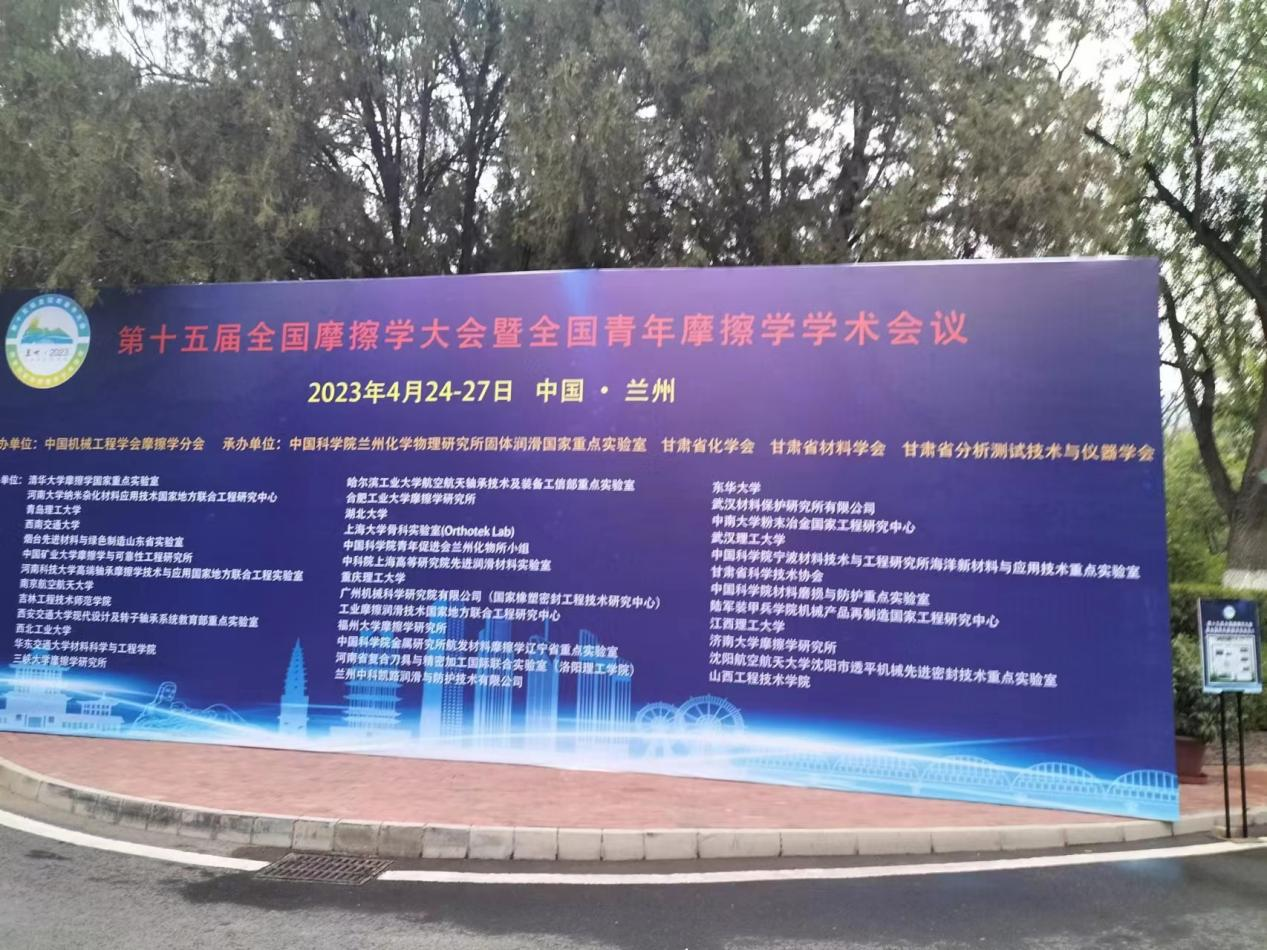 兰州·2023
第十五届全国摩擦学大会暨全国青年摩擦学学术会议
2023年4月24-27日 中国·兰州
办单位：中国机械工程学会摩擦学分会 承办单位：中国科学院兰州化学物理研究所固体润滑国家重点实验室 甘肃省化学会 甘肃省材料学会 甘肃省分析测试技术与仪器学会
单位：清华大学摩擦学国家重点实验室
河南大学纳米杂化材料应用技术国家地方联合工程研究中心
青岛理工大学
西南交通大学
烟台先进材料与绿色制造山东省实验室
中国矿业大学摩擦学与可靠性工程研究所
河南科技大学高端轴承摩擦学技术与应用国家地方联合工程实验室
南京航空航天大学
吉林工程技术师范学院
西安交通大学现代设计及转子轴承系统教育部重点实验室
西北工业大学
华东交通大学材料科学与工程学院
三峡大学摩擦学研究所
哈尔滨工业大学航空航天轴承技术及装备工信部重点实验室
合肥工业大学摩擦学研究所
湖北大学
上海大学骨科实验室(Orthotek Lab)
中国科学院青年促进会兰州化物所小组
中科院上海高等研究院先进润滑材料实验室
重庆理工大学
广州机械科学研究院有限公司（国家橡塑密封工程技术研究中心）
工业摩擦润滑技术国家地方联合工程研究中心
福州大学摩擦学研究所
中国科学院金属研究所航发材料摩擦学辽宁省重点实验室
河南省复合刀具与精密加工国际联合实验室（洛阳理工学院）
兰州中科凯路润滑与防护技术有限公司
东华大学
武汉材料保护研究所有限公司
中南大学粉末冶金国家工程研究中心
武汉理工大学
中国科学院宁波材料技术与工程研究所海洋新材料与应用技术重点实验室
甘肃省科学技术协会
中国科学院材料磨损与防护重点实验室
陆军装甲兵学院机械产品再制造国家工程研究中心
江西理工大学
济南大学摩擦学研究所
沈阳航空航天大学沈阳市透平机械先进密封技术重点实验室
山西工程技术学院